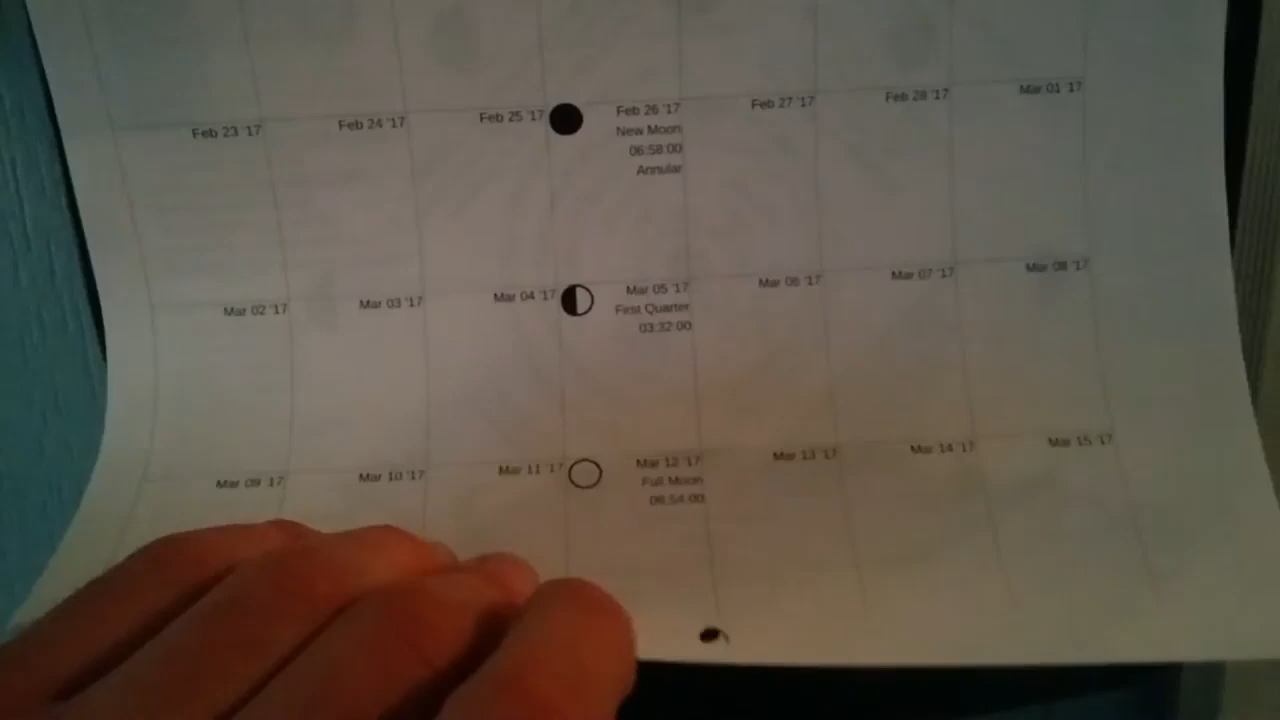 Feb 23 '17
Feb 24 '17
Feb 25 '17
Feb 26 '17
New Moon
06:58:00
Annular
Feb 27 '17
Feb 28 '17
Mar 01 '17
Mar 02 '17
Mar 03 '17
Mar 04 '17
Mar 05 '17
First Quarter
03:32:00
Mar 06 '17
Mar 07 '17
Mar 08 '17
Mar 09 '17
Mar 10 '17
Mar 11 '17
Mar 12 '17
Full Moon
06:54:00
Mar 13 '17
Mar 14 '17
Mar 15 '17